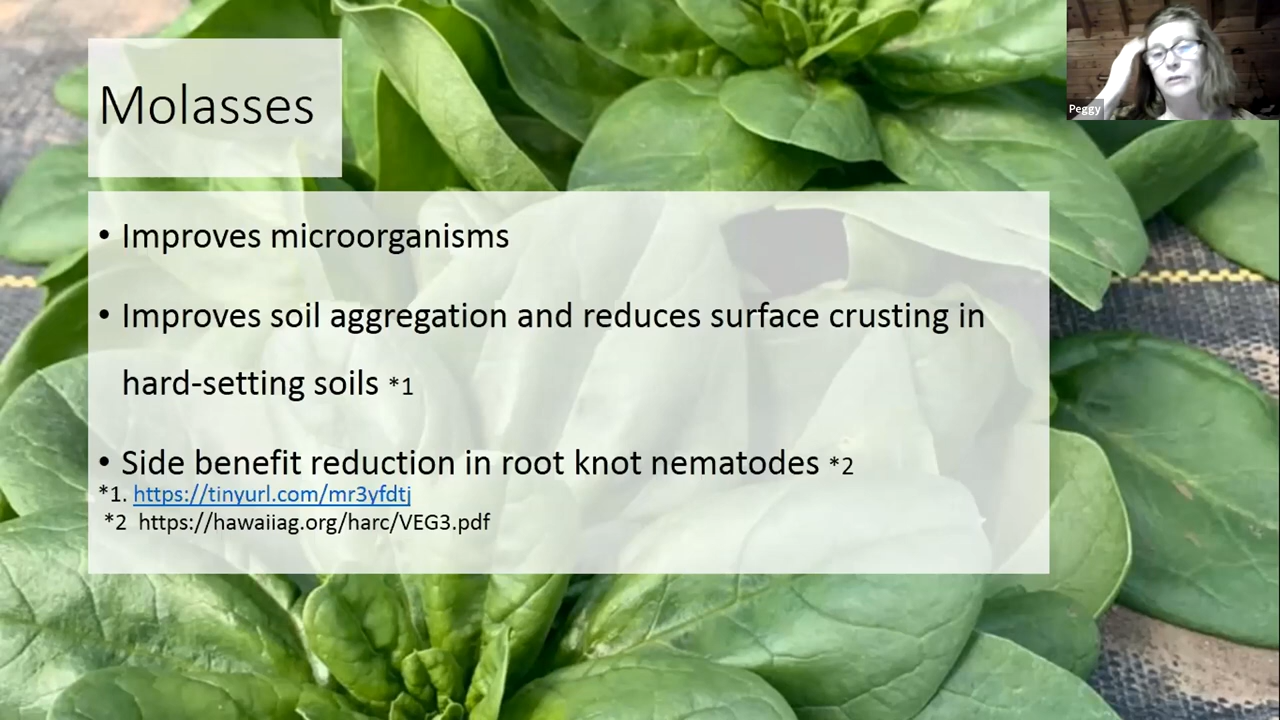 Molasses
Peggy
• Improves microorganisms
• Improves soil aggregation and reduces surface crusting in
hard-setting soils *1
• Side benefit reduction in root knot nematodes *2
*1. https://tinyurl.com/mr3yfdtj
*2 https://hawaiiag.org/harc/VEG3.pdf